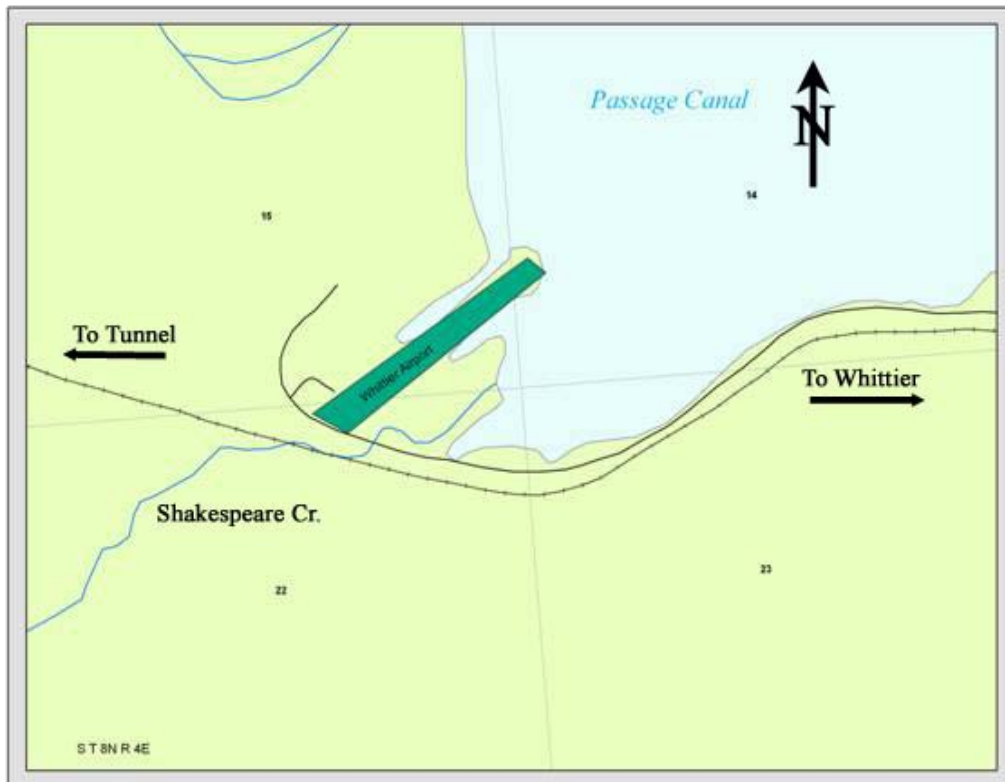 Passage Canal
N
14
15
To Tunnel
Whittier Airport
To Whittier
Shakespeare Cr.
23
22
S T 8N R 4E